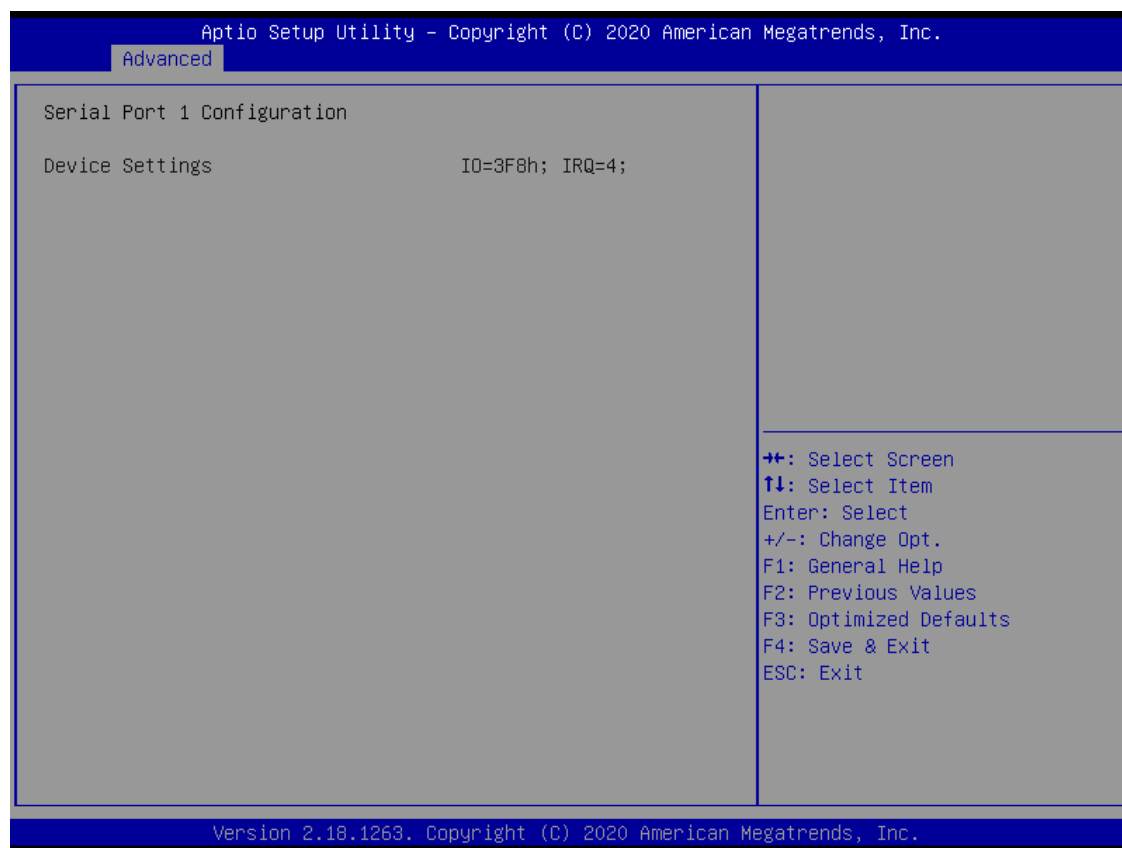 Aptio Setup Utility – Copyright (C) 2020 American Megatrends, Inc.
Advanced
Serial Port 1 Configuration
Device Settings IO=3F8h; IRQ=4;
→←: Select Screen
↑↓: Select Item
Enter: Select
+/-: Change Opt.
F1: General Help
F2: Previous Values
F3: Optimized Defaults
F4: Save & Exit
ESC: Exit
Version 2.18.1263. Copyright (C) 2020 American Megatrends, Inc.